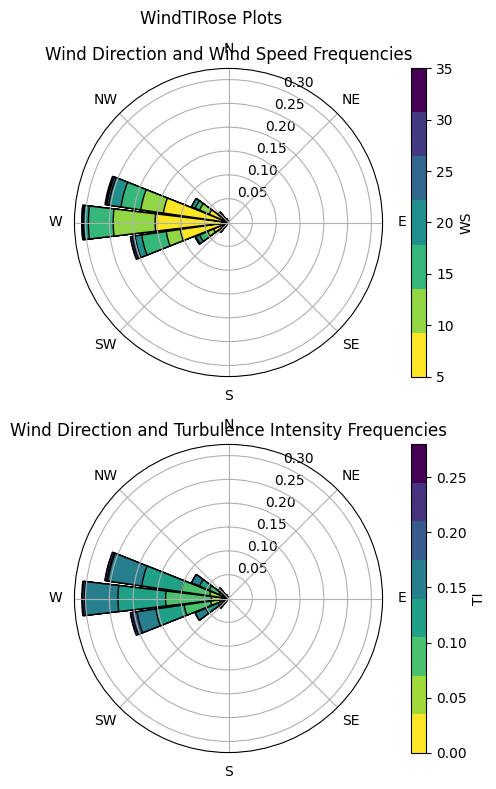 WindTIRose Plots
Wind Direction and Wind Speed Frequencies
N
NW
NE
W
E
SW
SE
S
0.30
0.25
0.20
0.15
0.10
0.05
35
30
25
20
15
10
5
WS
Wind Direction and Turbulence Intensity Frequencies
N
NW
NE
W
E
SW
SE
S
0.30
0.25
0.20
0.15
0.10
0.05
0.25
0.20
0.15
0.10
0.05
0.00
TI